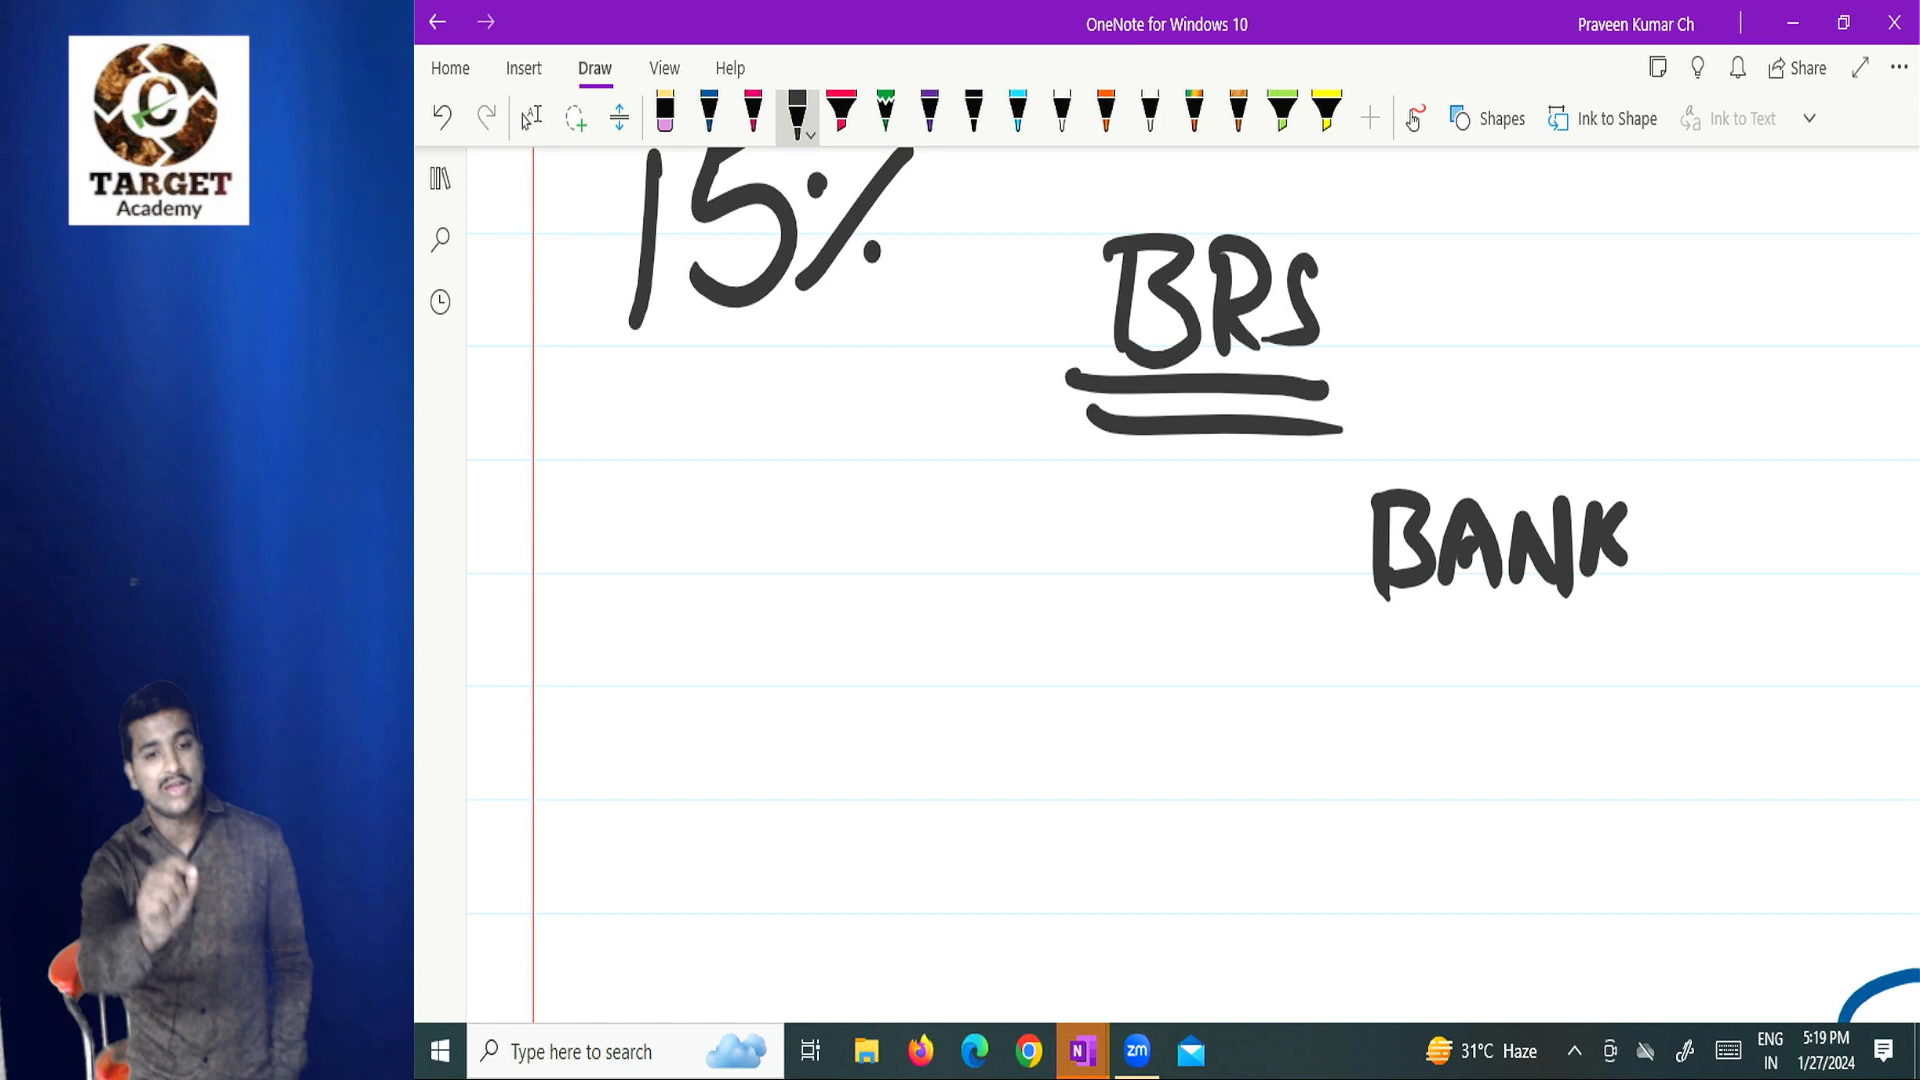 TARGET
Academy
OneNote for Windows 10
Praveen Kumar Ch
Home Insert Draw View Help
Share
Shapes Ink to Shape Ink to Text
15%
BRS
BANK
Type here to search
N
zm
31°C Haze
ENG
IN
5:19 PM
1/27/2024